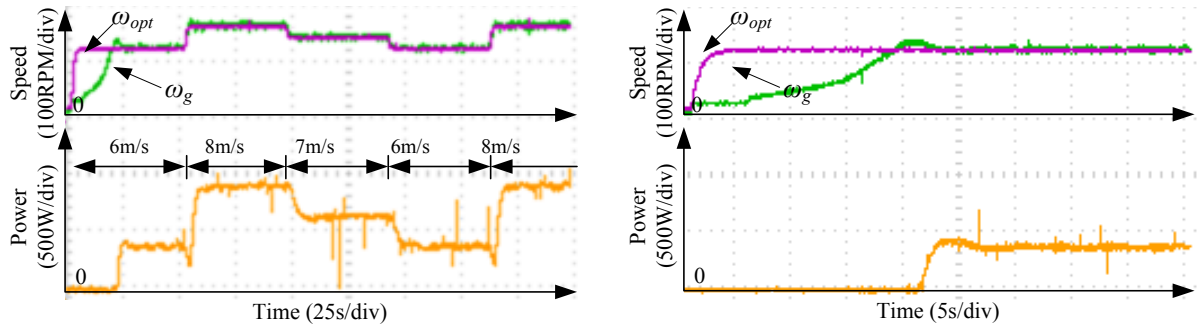 Speed
(100RPM/div)
ω_opt
ω_g
0
6m/s 8m/s 7m/s 6m/s 8m/s
Power
(500W/div)
0
Time (25s/div)
Speed
(100RPM/div)
ω_opt
ω_g
0
Power
(500W/div)
0
Time (5s/div)